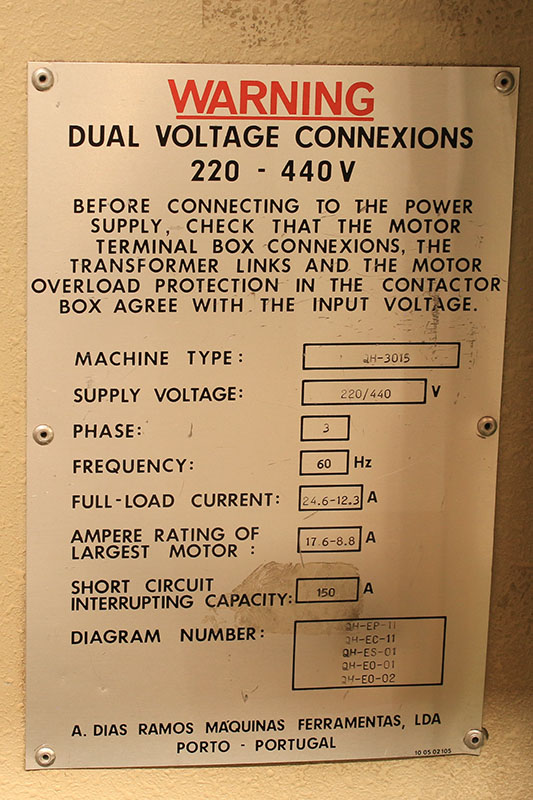 WARNING
DUAL VOLTAGE CONNEXIONS
220 - 440 V
BEFORE CONNECTING TO THE POWER
SUPPLY, CHECK THAT THE MOTOR
TERMINAL BOX CONNEXIONS, THE
TRANSFORMER LINKS AND THE MOTOR
OVERLOAD PROTECTION IN THE CONTACTOR
BOX AGREE WITH THE INPUT VOLTAGE.
MACHINE TYPE: QH-3015
SUPPLY VOLTAGE: 220/440 V
PHASE: 3
FREQUENCY: 60 Hz
FULL-LOAD CURRENT: 24.6-12.3 A
AMPERE RATING OF
LARGEST MOTOR : 17.6-8.8 A
SHORT CIRCUIT
INTERRUPTING CAPACITY: 150 A
DIAGRAM NUMBER: QH-EP-11
QH-EC-11
QH-ES-01
QH-EO-01
QH-EO-02
A. DIAS RAMOS MÁQUINAS FERRAMENTAS, LDA
PORTO - PORTUGAL
10 05 02 105